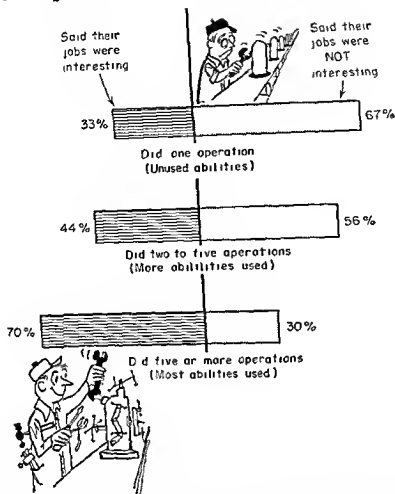 Said their
jobs were
interesting
Said their
jobs were
NOT
interesting
33%
67%
Did one operation
(Unused abilities)
44%
56%
Did two to five operations
(More abilities used)
70%
30%
Did five or more operations
(Most abilities used)